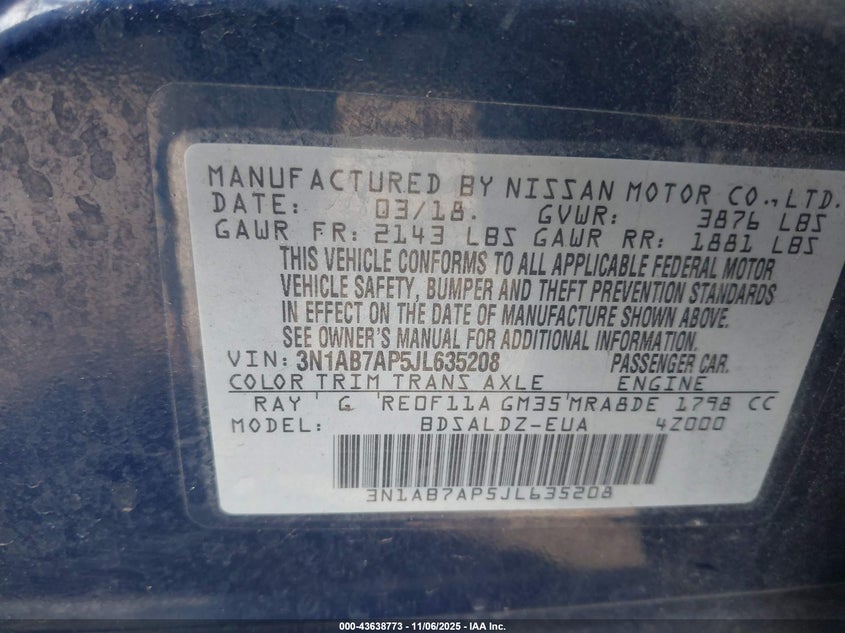 MANUFACTURED BY NISSAN MOTOR CO., LTD.
DATE: 03/18. GVWR: 3876 LBS
GAWR FR: 2143 LBS GAWR RR: 1881 LBS
THIS VEHICLE CONFORMS TO ALL APPLICABLE FEDERAL MOTOR
VEHICLE SAFETY, BUMPER AND THEFT PREVENTION STANDARDS
IN EFFECT ON THE DATE OF MANUFACTURE SHOWN ABOVE.
SEE OWNER'S MANUAL FOR ADDITIONAL INFORMATION.
VIN: 3N1AB7AP5JL635208 PASSENGER CAR.
COLOR TRIM TRANS AXLE ENGINE
RAY G RE0F11A GM35 MRA8DE 1798 CC
MODEL: BDSALDZ-EUA 4Z000
3N1AB7AP5JL635208
000-43638773 - 11/06/2025 - IAA Inc.